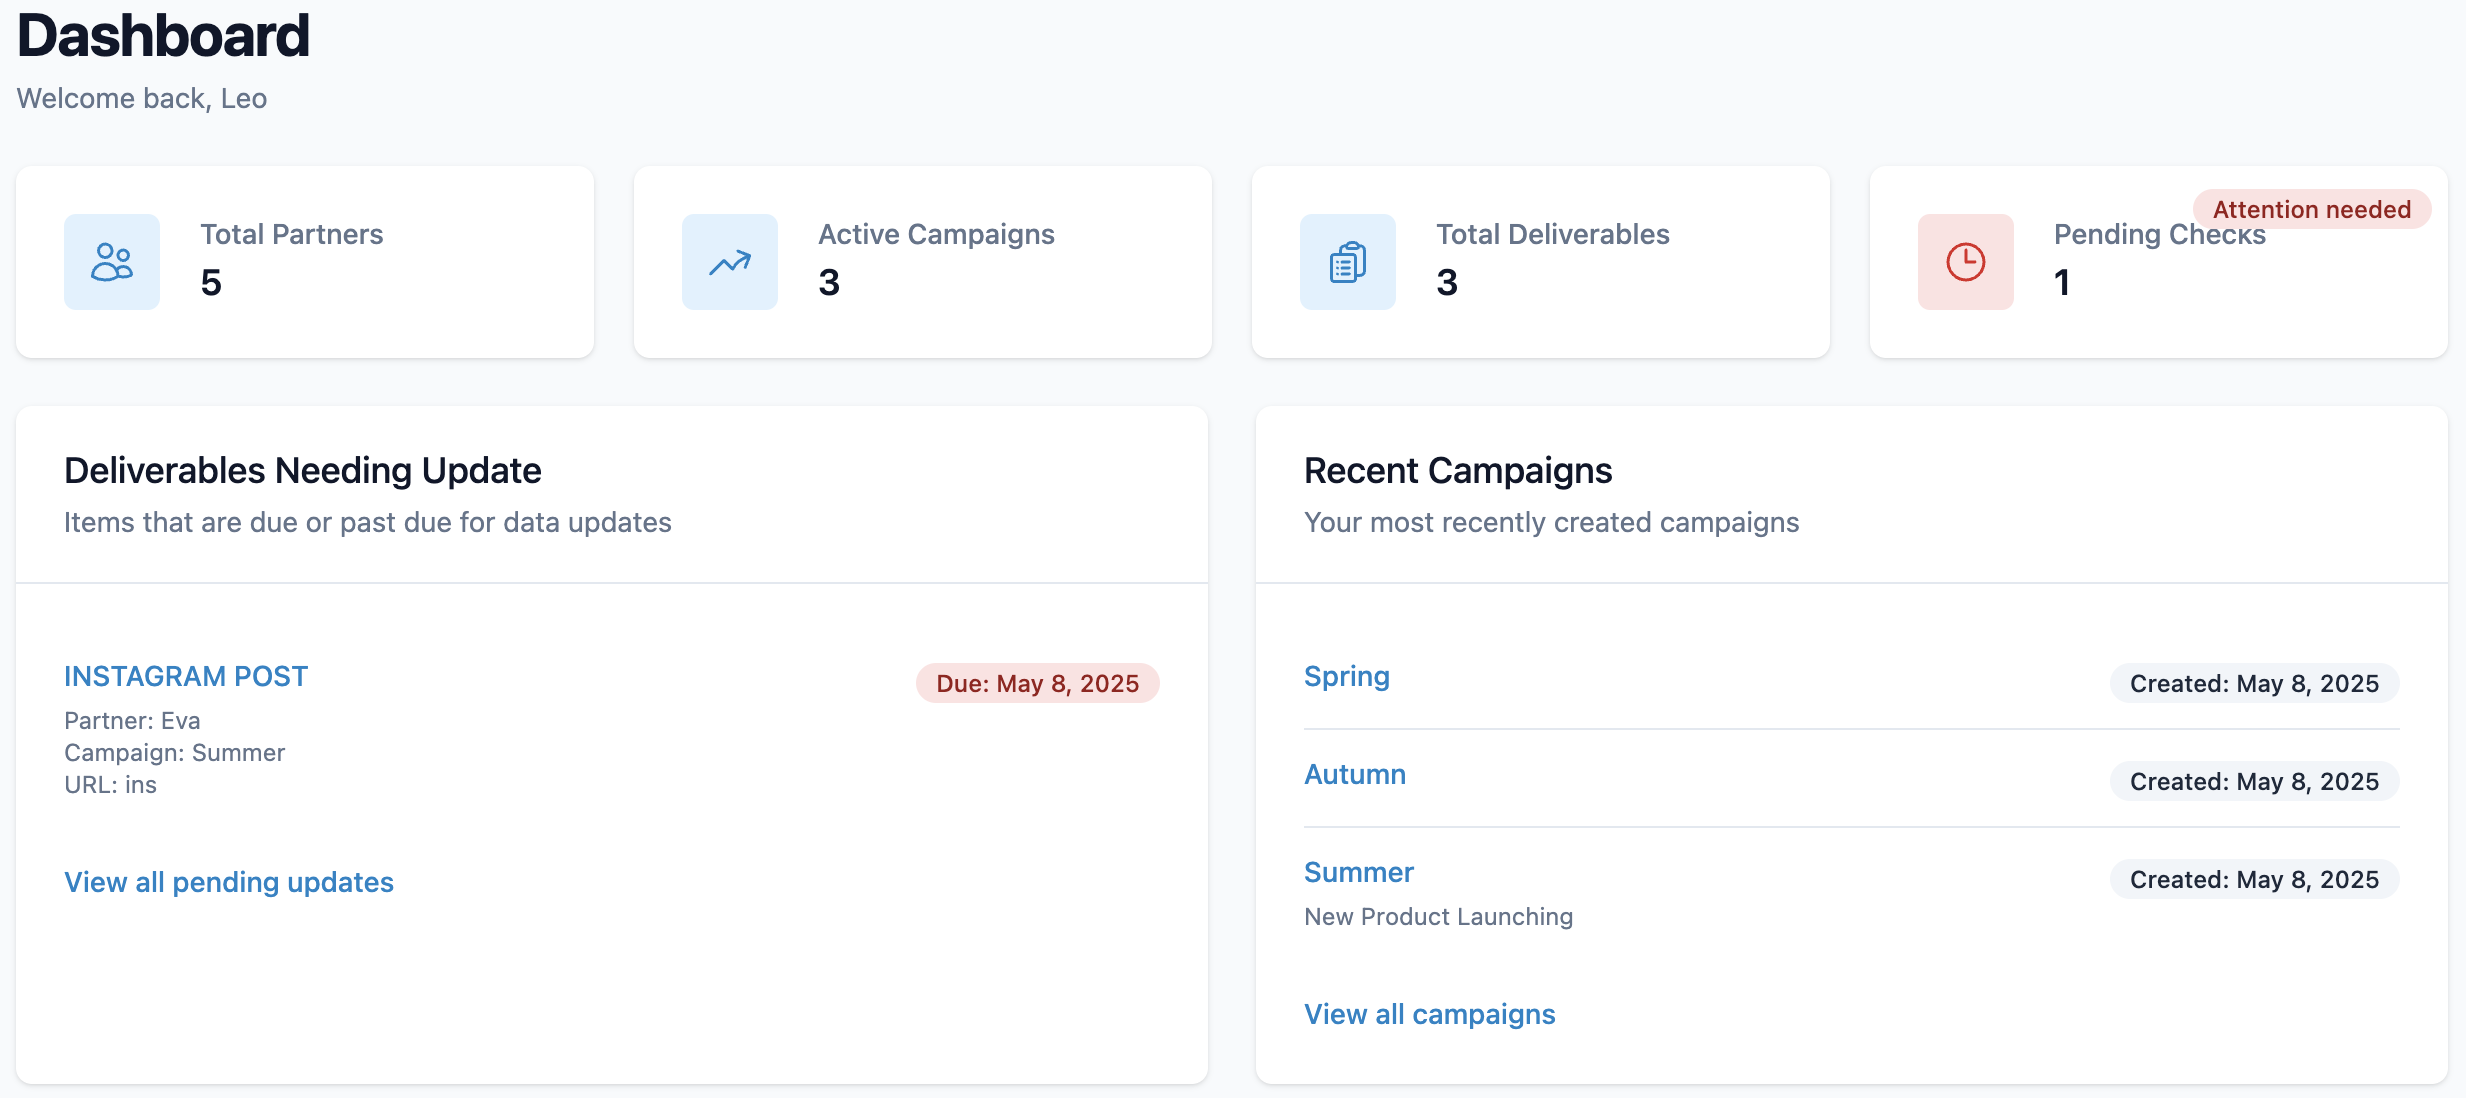 Dashboard
Welcome back, Leo
Total Partners
5
Active Campaigns
3
Total Deliverables
3
Attention needed
Pending Checks
1
Deliverables Needing Update
Items that are due or past due for data updates
INSTAGRAM POST
Due: May 8, 2025
Partner: Eva
Campaign: Summer
URL: ins
View all pending updates
Recent Campaigns
Your most recently created campaigns
Spring
Created: May 8, 2025
Autumn
Created: May 8, 2025
Summer
Created: May 8, 2025
New Product Launching
View all campaigns